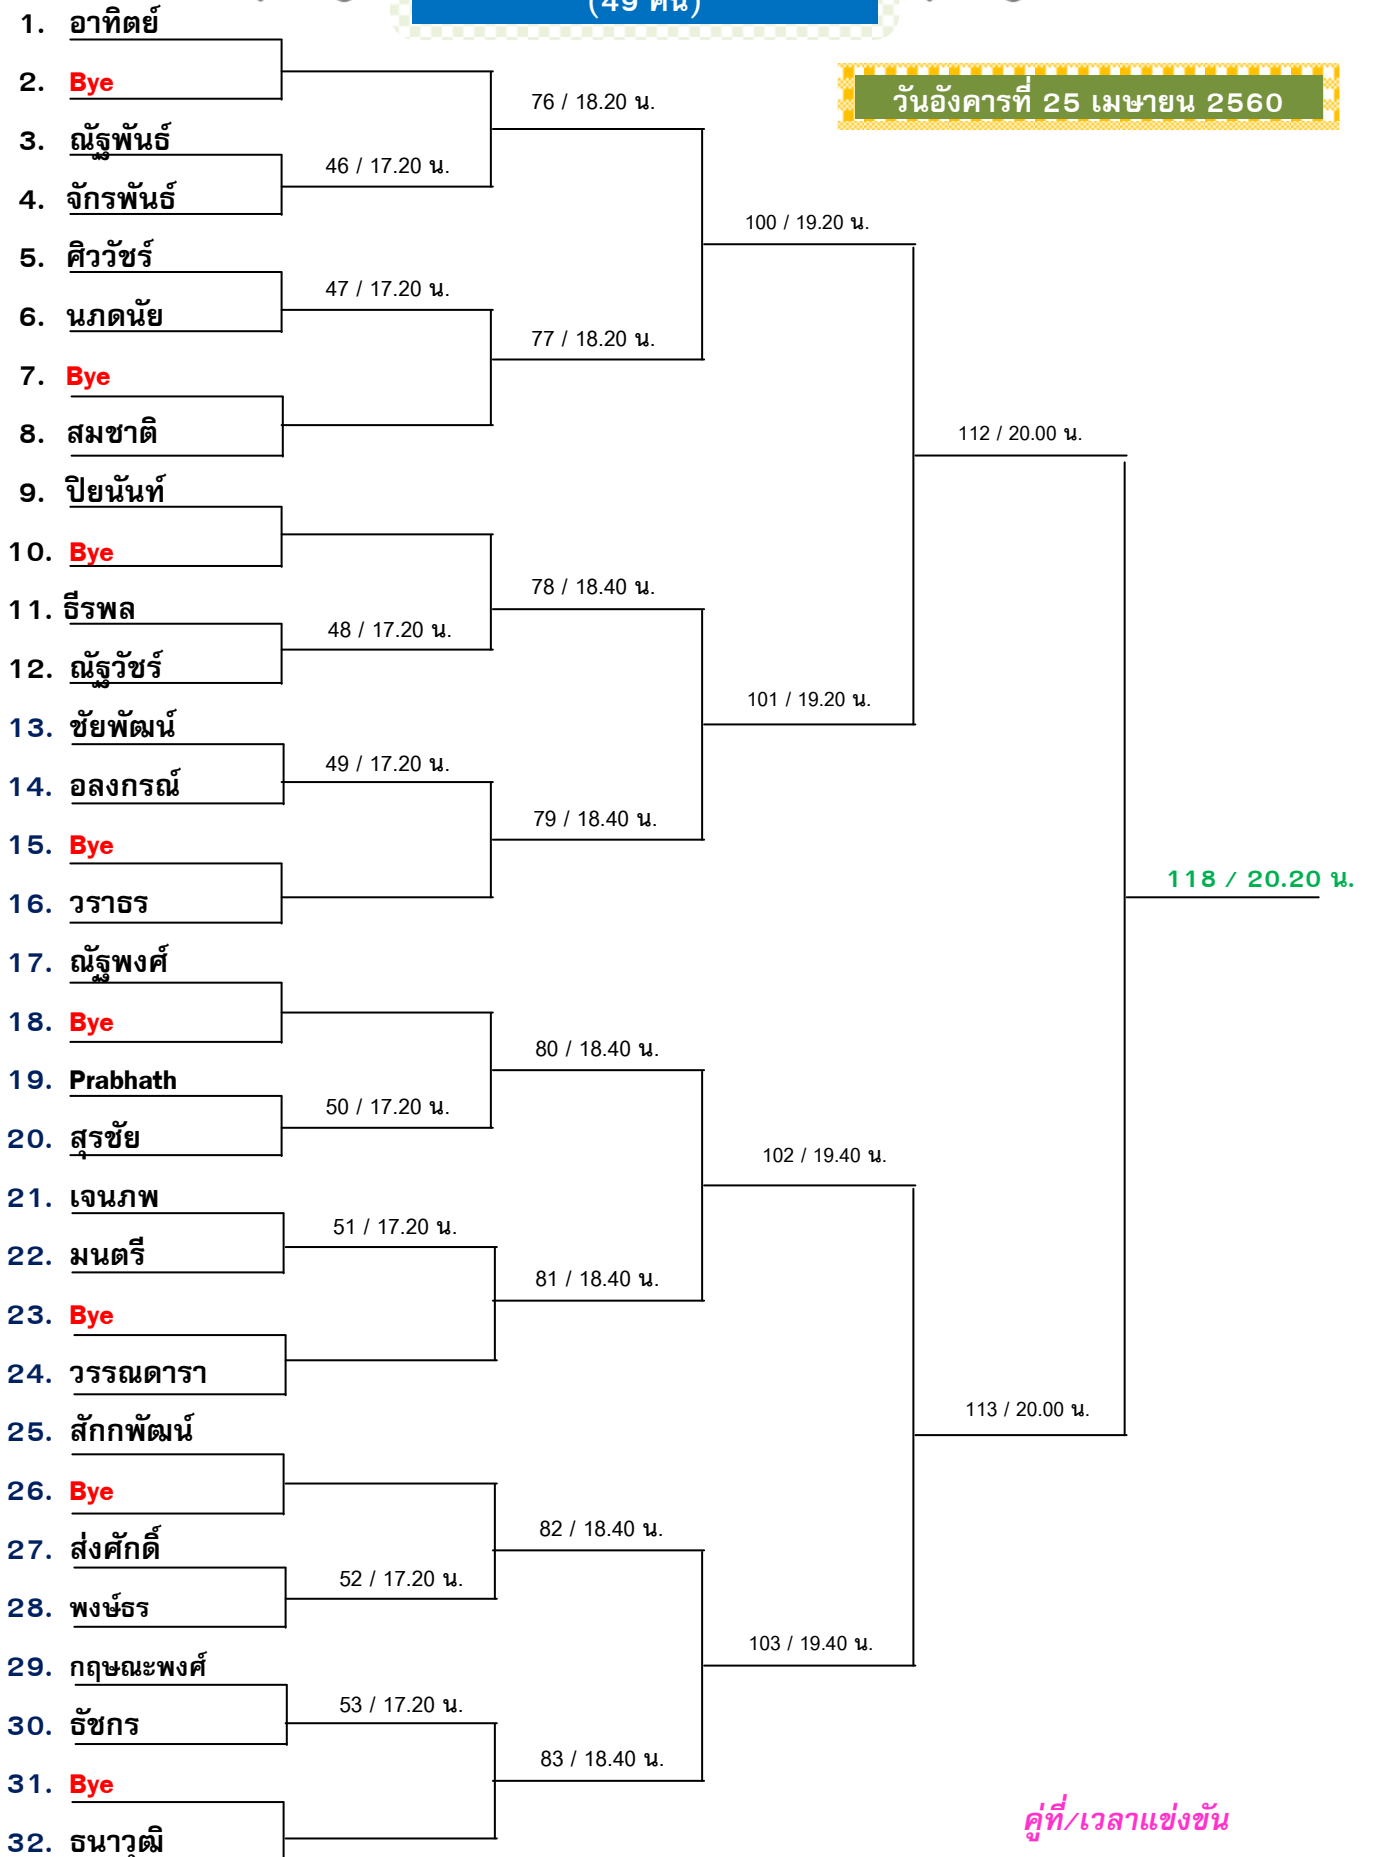 (49 คน)
วันอังคารที่ 25 เมษายน 2560
1. อาทิตย์
2. Bye
76 / 18.20 น.
3. ณัฐพันธ์
46 / 17.20 น.
4. จักรพันธ์
100 / 19.20 น.
5. ศิววัชร์
47 / 17.20 น.
6. นภดนัย
77 / 18.20 น.
7. Bye
8. สมชาติ
112 / 20.00 น.
9. ปิยนันท์
10. Bye
78 / 18.40 น.
11. ธีรพล
48 / 17.20 น.
12. ณัฐวัชร์
101 / 19.20 น.
13. ชัยพัฒน์
49 / 17.20 น.
14. อลงกรณ์
79 / 18.40 น.
15. Bye
118 / 20.20 น.
16. วราธร
17. ณัฐพงศ์
18. Bye
80 / 18.40 น.
19. Prabhath
50 / 17.20 น.
20. สุรชัย
102 / 19.40 น.
21. เจนภพ
51 / 17.20 น.
22. มนตรี
81 / 18.40 น.
23. Bye
24. วรรณดารา
113 / 20.00 น.
25. สักกพัฒน์
26. Bye
82 / 18.40 น.
27. ส่งศักดิ์
52 / 17.20 น.
28. พงษ์ธร
103 / 19.40 น.
29. กฤษณะพงศ์
53 / 17.20 น.
30. ธัชกร
83 / 18.40 น.
31. Bye
คู่ที่/เวลาแข่งขัน
32. ธนาวุฒิ